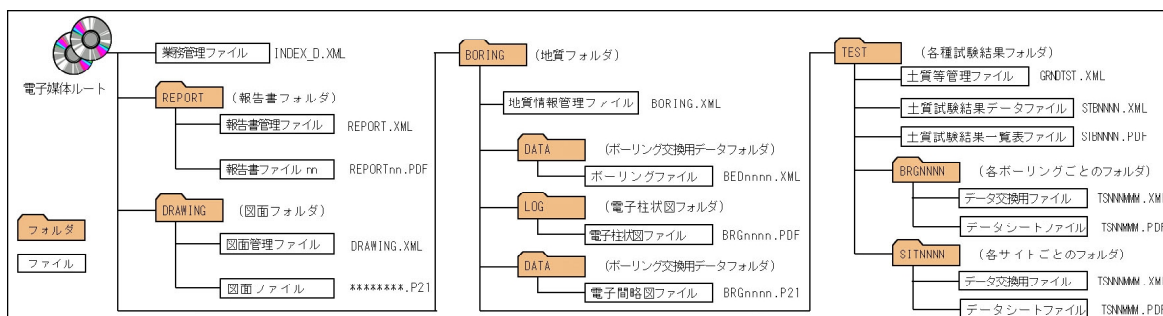 電子媒体ルート
業務管理ファイル INDEX_D.XML
REPORT (報告書フォルダ)
報告書管理ファイル REPORT.XML
報告書ファイル nn REPORTnn.PDF
DRAWING (図面フォルダ)
図面管理ファイル DRAWING.XML
図面ノァイル ********.P21
フォルダ
ファイル
BORING (地質フォルダ)
地質情報管理ファイル BORING.XML
DATA (ボーリング交換用データフォルダ)
ボーリングファイル BEDnnnn.XML
LOG (電子柱状図フォルダ)
電子柱状図ファイル BRGnnnn.PDF
DATA (ボーリング交換用データフォルダ)
電子間略図ファイル BRGnnnn.P21
TEST (各種試験結果フォルダ)
土質等管理ファイル GRNDTST.XML
土質試験結果データファイル STBNNNN.XML
土質試験結果一覧表ファイル SIBNNNN.PDF
BRGNNNN (各ボーリングごとのフォルダ)
データ交換用ファイル TSNNNMMM.XML
データシートノァイル TSNNNMMM.PDF
SITNNNN (各サイトごとのフォルダ)
データ交換用ファイル TSNNNMMM.XML
データシートファイル TSNNNMMM.PDF